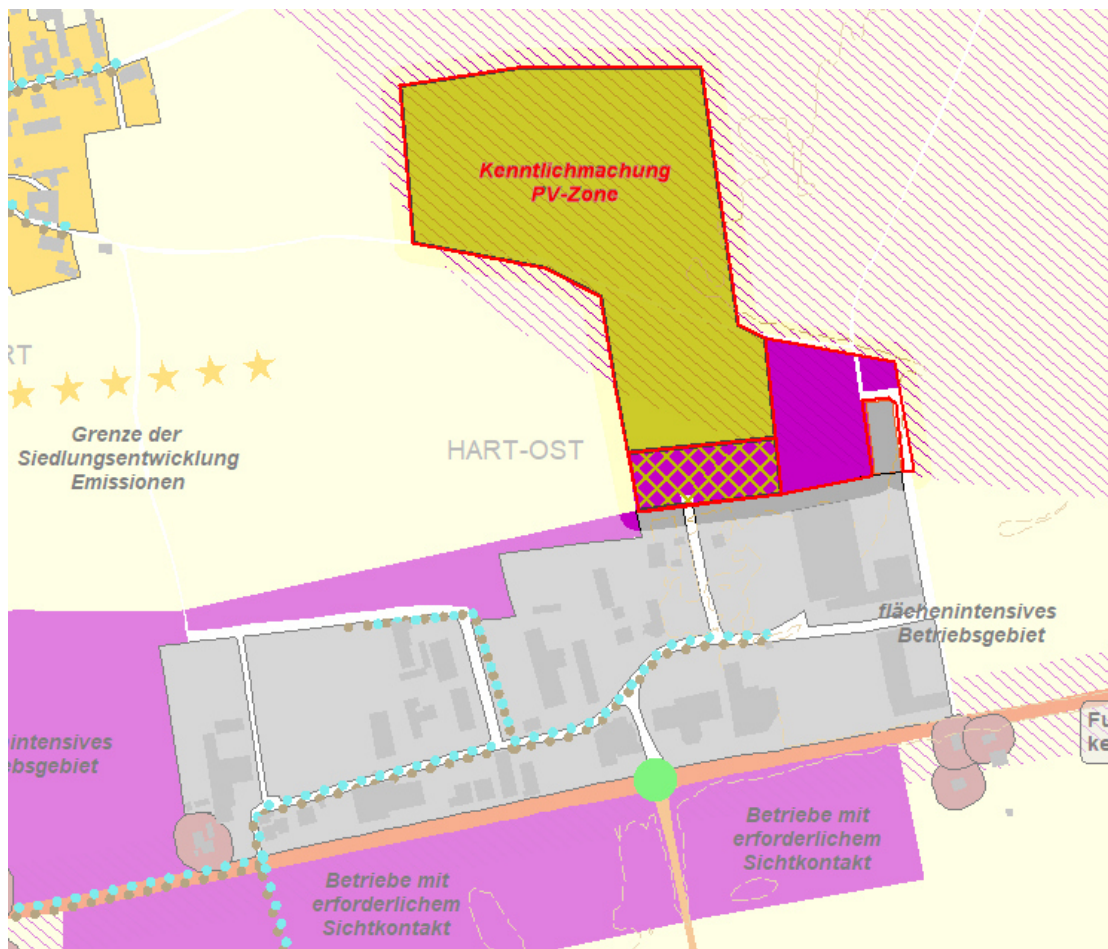 Kenntlichmachung
PV-Zone
RT
Grenze der
Siedlungsentwicklung
Emissionen
HART-OST
flächenintensives
Betriebsgebiet
nintensives
ebsgebiet
Fu
ke
Betriebe mit
erforderlichem
Sichtkontakt
Betriebe mit
erforderlichem
Sichtkontakt